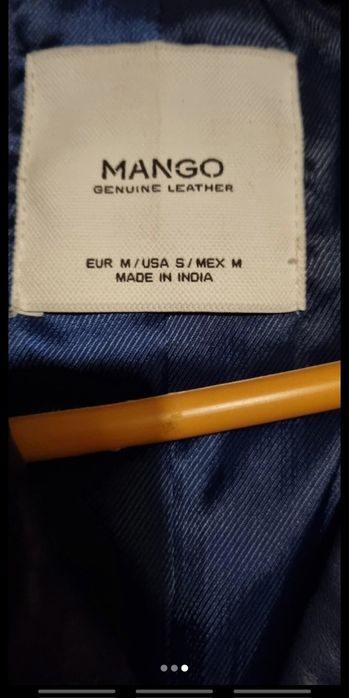 MANGO
GENUINE LEATHER
EUR M / USA S / MEX M
MADE IN INDIA